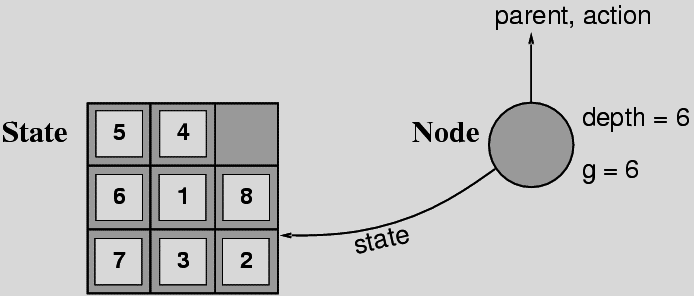 parent, action
State
5 4
Node
depth = 6
6 1 8
g = 6
state
7 3 2